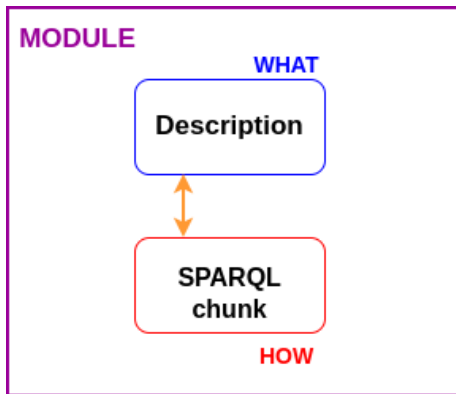 MODULE
WHAT
Description
SPARQL
chunk
HOW